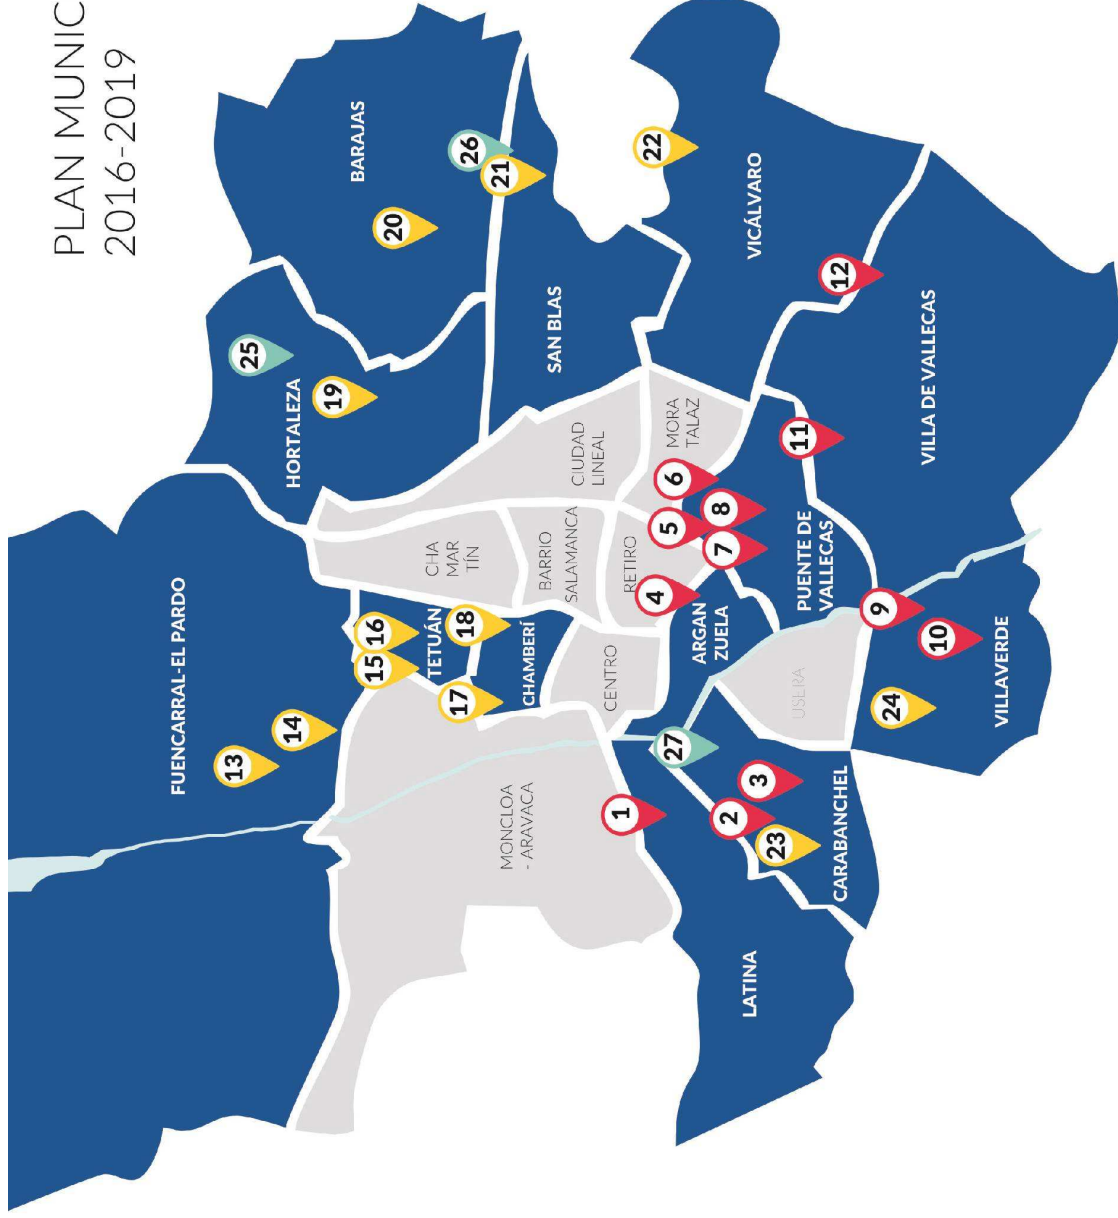 PLAN MUNIC
2016-2019
FUENCARRAL-EL PARDO
13
25
14
HORTALEZA
19
BARAJAS
15
16
20
TETUÁN
CHA
MAR
TÍN
17
18
26
21
MONCLOA
- ARAVACA
CHAMBERÍ
BARRIO
SALAMANCA
SAN BLAS
CIUDAD
LINEAL
CENTRO
1
RETIRO
4
22
5
27
6
MORA
TALAZ
ARGAN
ZUELA
7
8
2
LATINA
VICÁLVARO
3
23
USERA
11
PUENTE DE
VALLECAS
12
CARABANCHEL
9
24
VILLA DE VALLECAS
10
VILLAVERDE